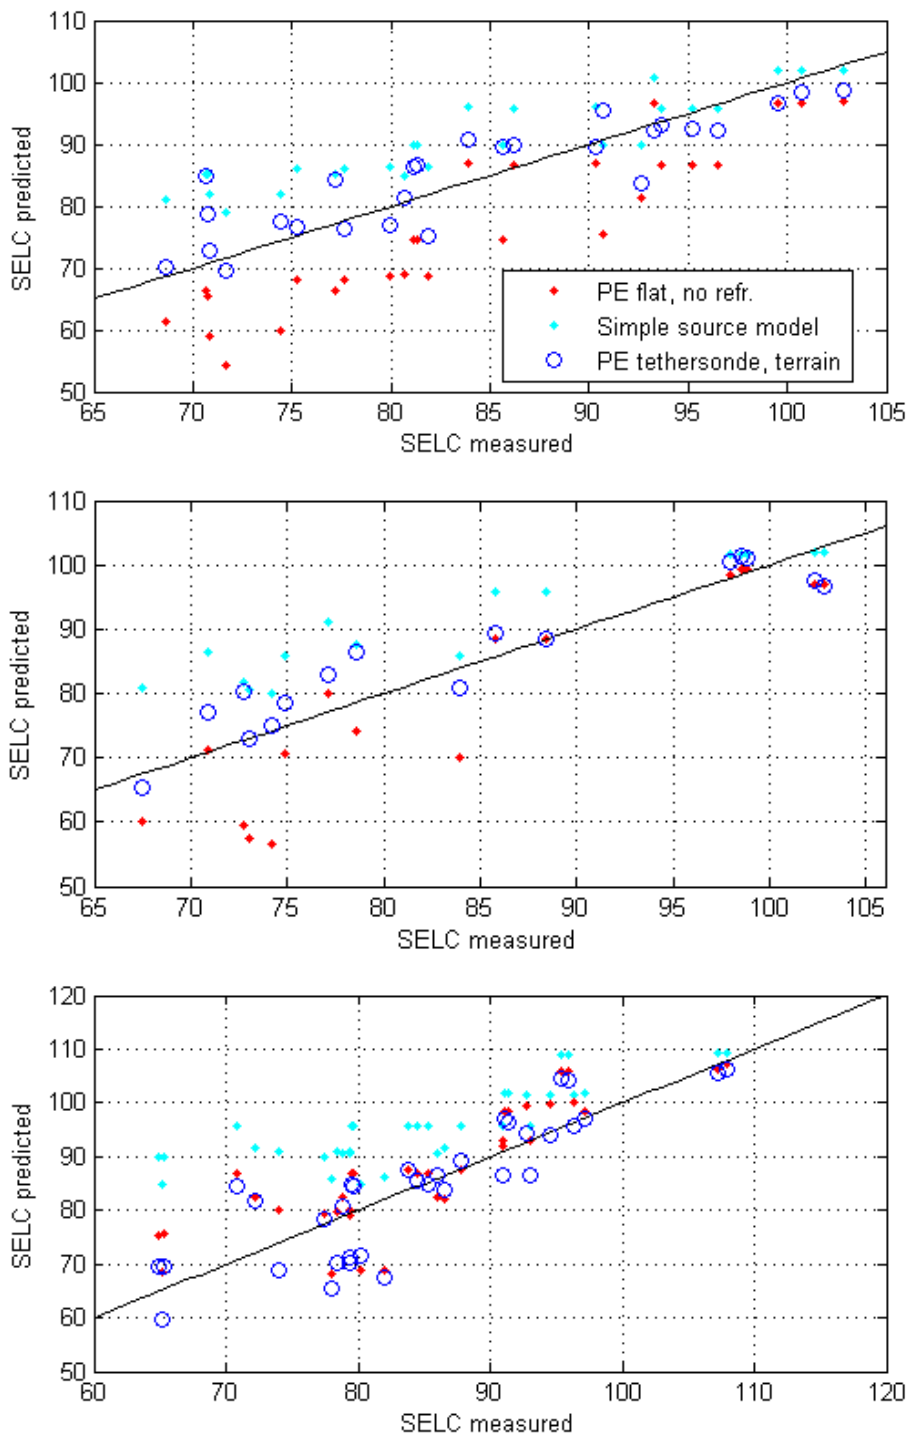 110
100
90
80
70
60
50
SELC predicted
PE flat, no refr.
Simple source model
PE tethersonde, terrain
65 70 75 80 85 90 95 100 105
SELC measured
110
100
90
80
70
60
50
SELC predicted
65 70 75 80 85 90 95 100 105
SELC measured
120
110
100
90
80
70
60
50
SELC predicted
60 70 80 90 100 110 120
SELC measured